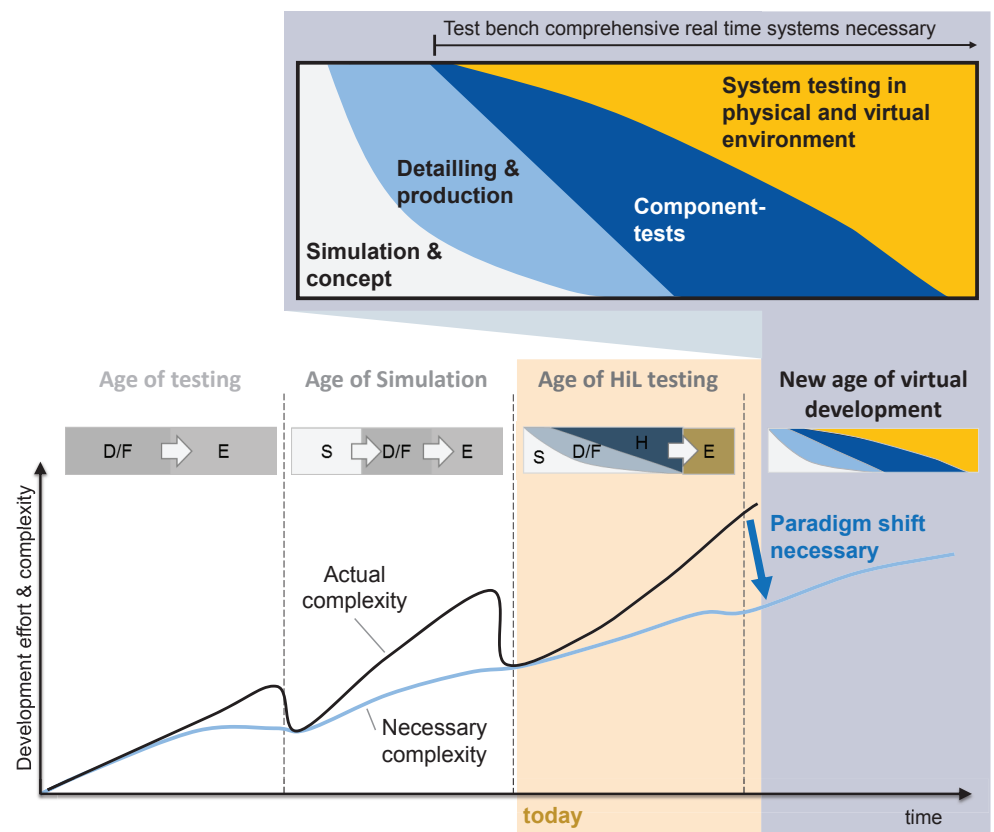 Test bench comprehensive real time systems necessary
System testing in
physical and virtual
environment
Detailling &
production
Component-
tests
Simulation &
concept
Age of testing
Age of Simulation
Age of HiL testing
New age of virtual
development
D/F
E
S
D/F
E
S
D/F
H
E
Development effort & complexity
Paradigm shift
necessary
Actual
complexity
Necessary
complexity
today
time